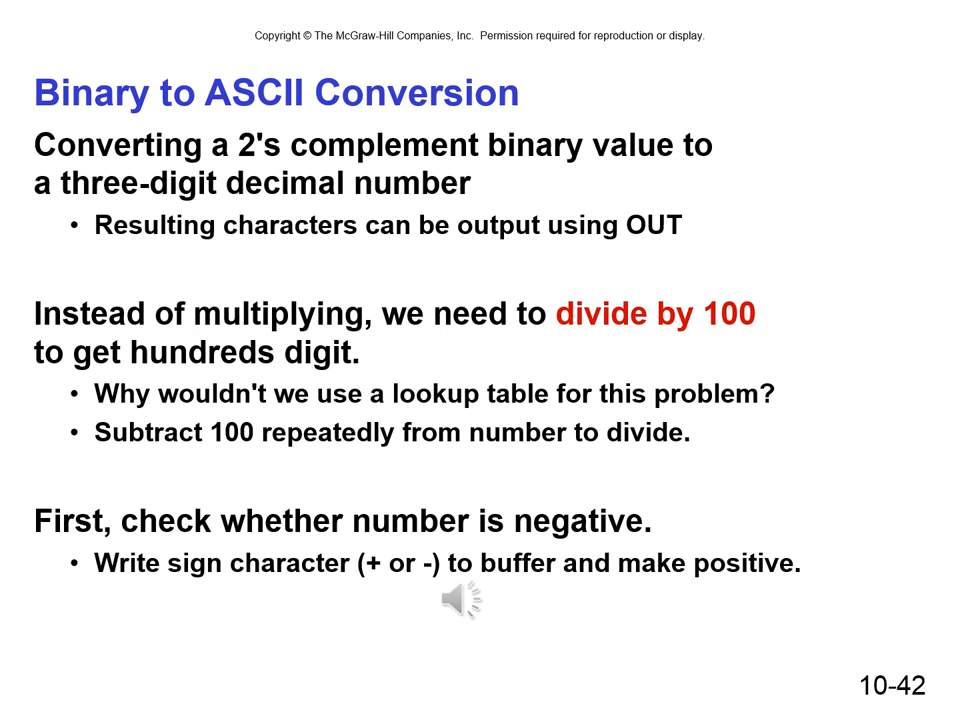 Copyright © The McGraw-Hill Companies, Inc.  Permission required for reproduction or display.
Binary to ASCII Conversion
Converting a 2's complement binary value to
a three-digit decimal number
• Resulting characters can be output using OUT
Instead of multiplying, we need to divide by 100
to get hundreds digit.
• Why wouldn't we use a lookup table for this problem?
• Subtract 100 repeatedly from number to divide.
First, check whether number is negative.
• Write sign character (+ or -) to buffer and make positive.
10-42